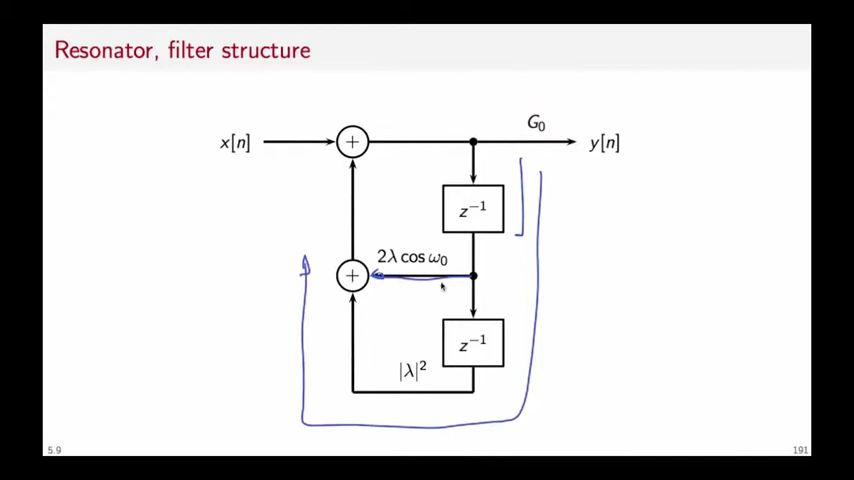 Resonator, filter structure
G₀
x[n]
+
y[n]
z⁻¹
2λ cos ω₀
+
z⁻¹
|λ|²
5.9
191